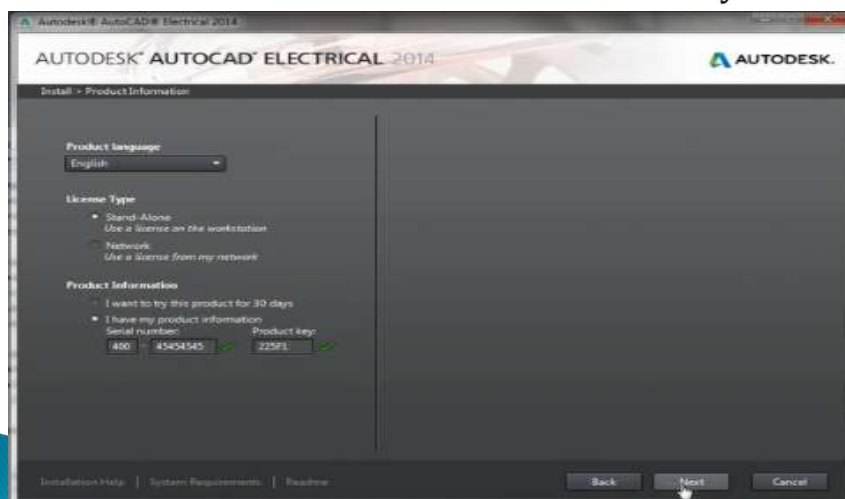 Autodesk® AutoCAD® Electrical 2014
AUTODESK® AUTOCAD® ELECTRICAL 2014
AUTODESK.
Install > Product Information
Product language
English
License Type
Stand-Alone
Use a license on the workstation
Network
Use a license from my network
Product Information
I want to try this product for 30 days
I have my product information
Serial number: Product key:
400 - 45454545 225F1
Installation Help | System Requirements | Readme
Back Next Cancel